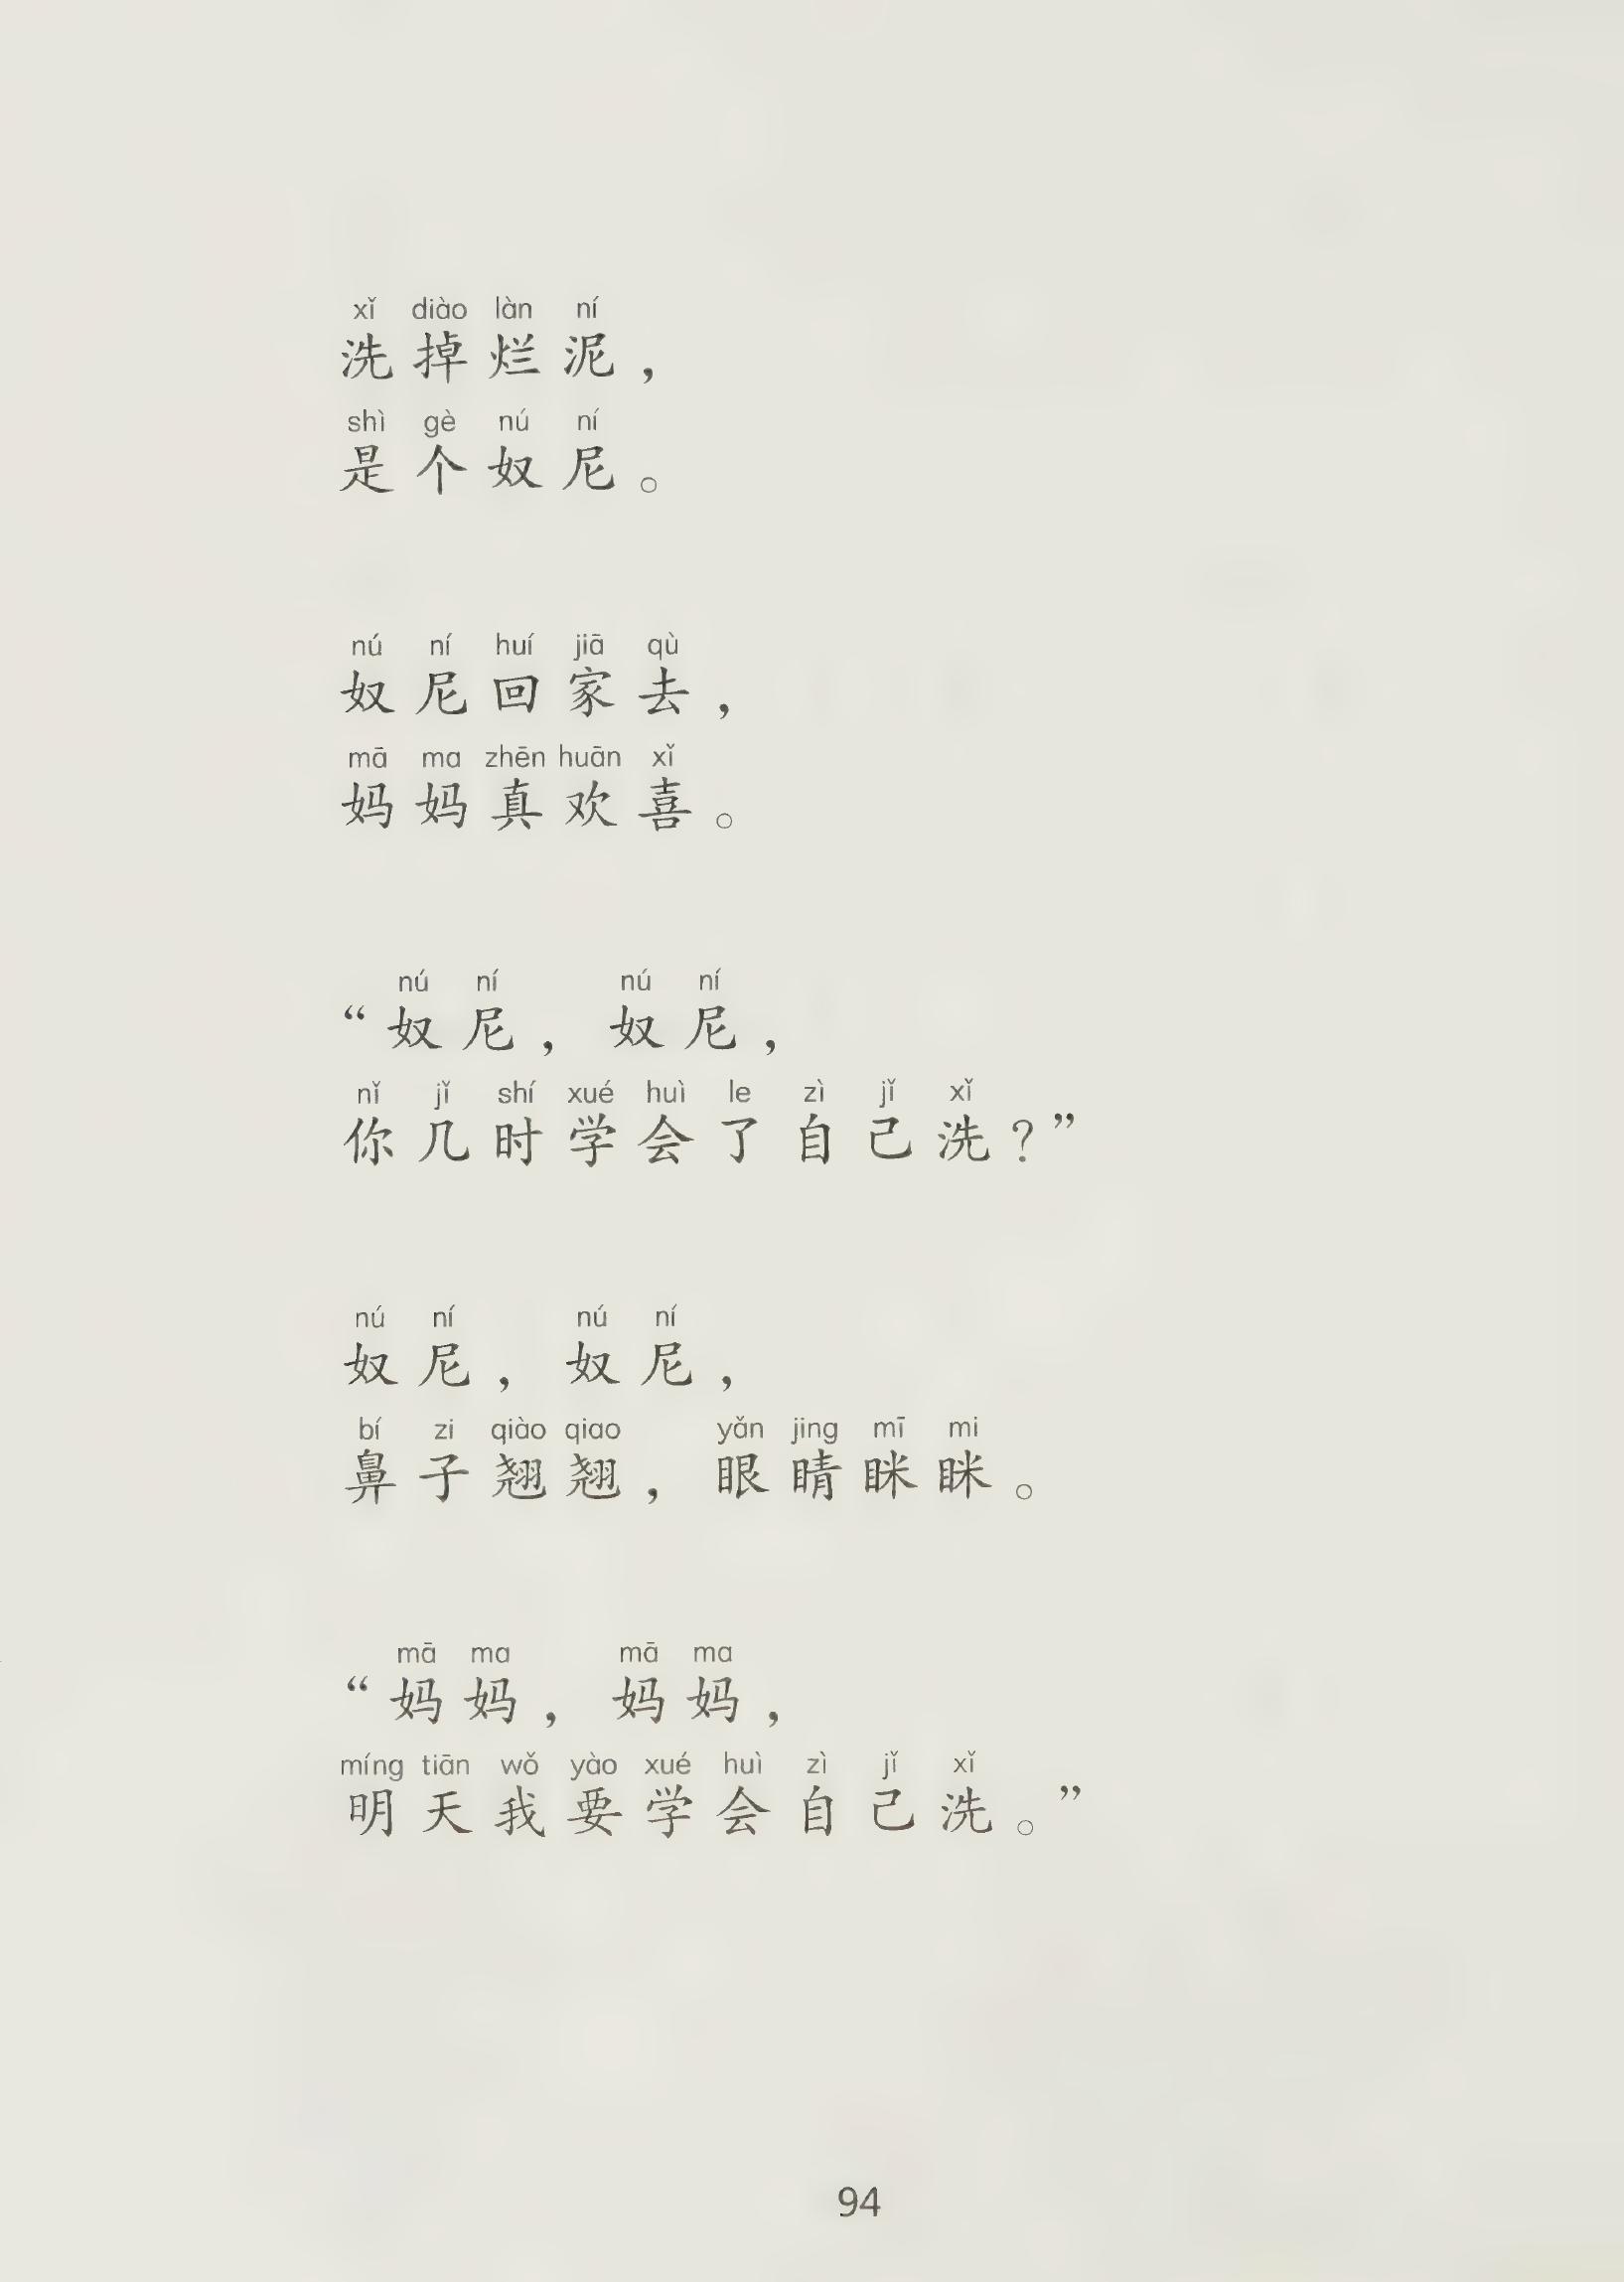 xǐ diào làn ní
洗掉烂泥，
shì gè nú ní
是个奴尼。
nú ní huí jiā qù
奴尼回家去，
mā ma zhēn huān xǐ
妈妈真欢喜。
nú ní nú ní
“奴尼，奴尼，
nǐ jǐ shí xué huì le zì jǐ xǐ
你几时学会了自己洗？”
nú ní nú ní
奴尼，奴尼，
bí zi qiào qiao yǎn jing mī mi
鼻子翘翘，眼睛眯眯。
mā ma mā ma
“妈妈，妈妈，
míng tiān wǒ yào xué huì zì jǐ xǐ
明天我要学会自己洗。”
94